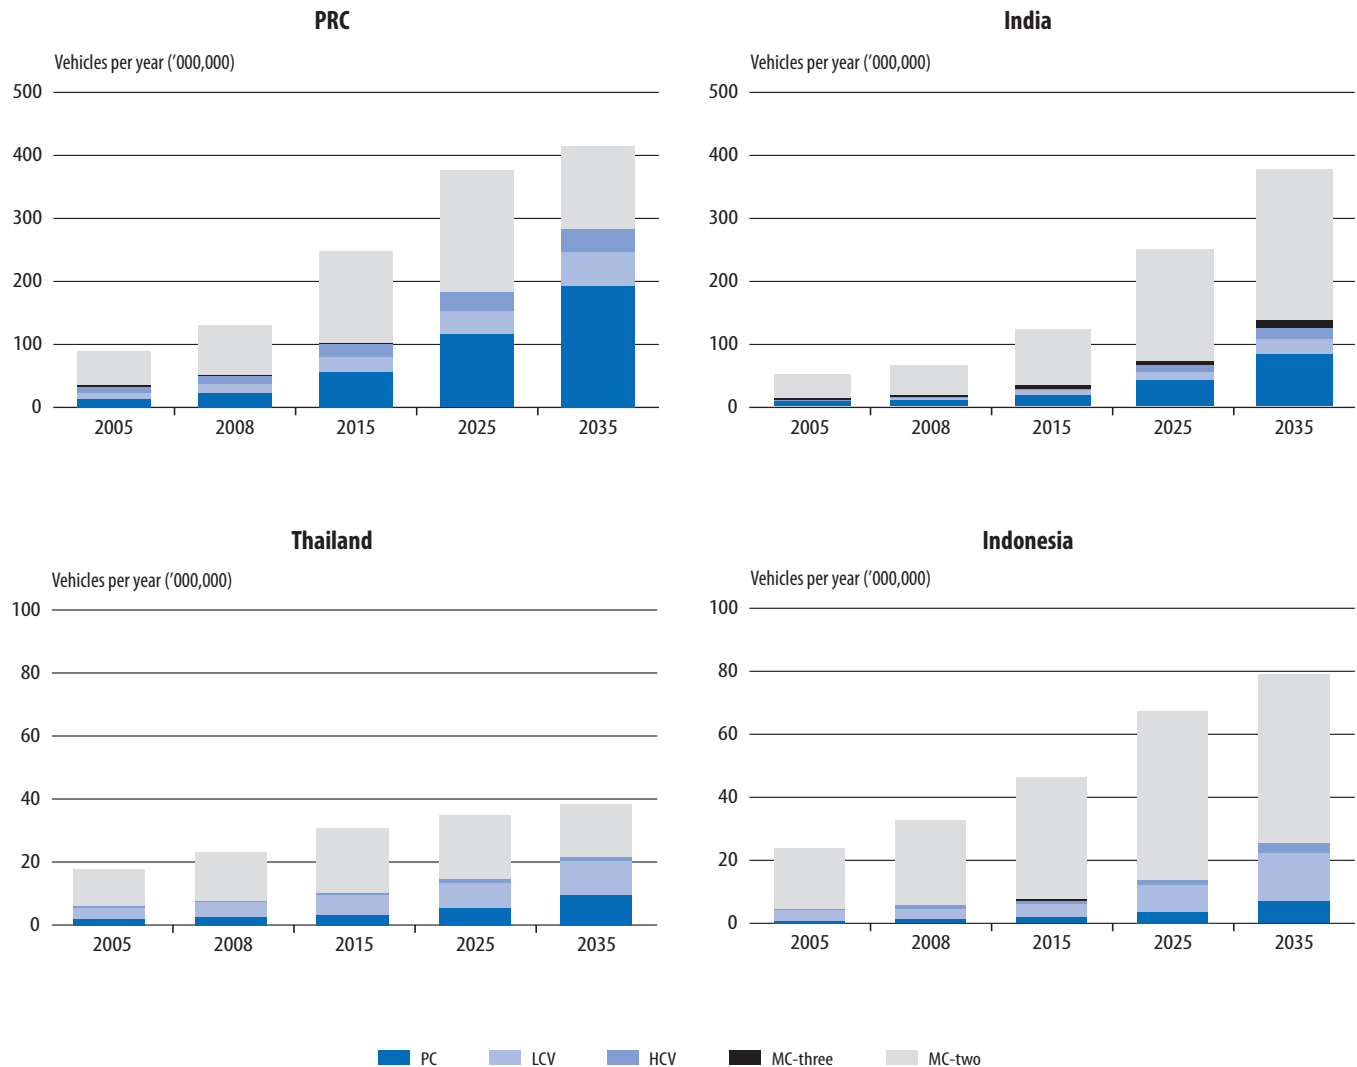 PRC
Vehicles per year (’000,000)
500
400
300
200
100
0
2005 2008 2015 2025 2035
India
Vehicles per year (’000,000)
500
400
300
200
100
0
2005 2008 2015 2025 2035
Thailand
Vehicles per year (’000,000)
100
80
60
40
20
0
2005 2008 2015 2025 2035
Indonesia
Vehicles per year (’000,000)
100
80
60
40
20
0
2005 2008 2015 2025 2035
PC LCV HCV MC-three MC-two